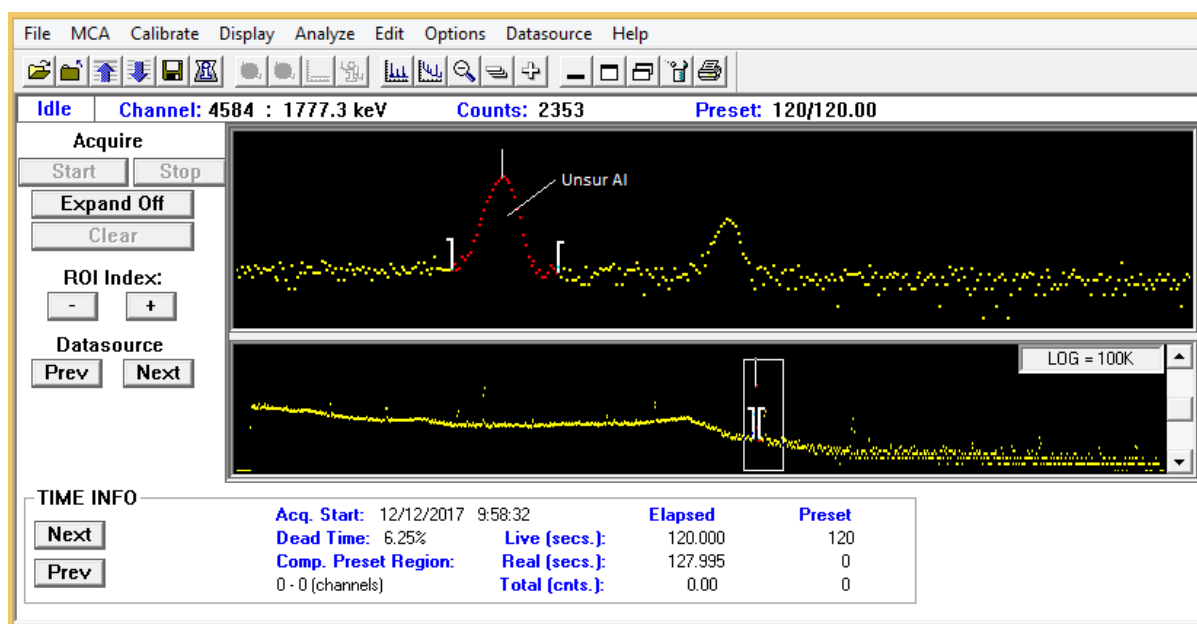 File MCA Calibrate Display Analyze Edit Options Datasource Help
Idle Channel: 4584 : 1777.3 keV Counts: 2353 Preset: 120/120.00
Acquire
Start Stop
Expand Off
Clear
ROI Index:
- +
Datasource
Prev Next
Unsur Al
LOG = 100K
TIME INFO
Next
Prev
Acq. Start: 12/12/2017 9:58:32 Elapsed Preset
Dead Time: 6.25% Live (secs.): 120.000 120
Comp. Preset Region: Real (secs.): 127.995 0
0 - 0 (channels) Total (cnts.): 0.00 0